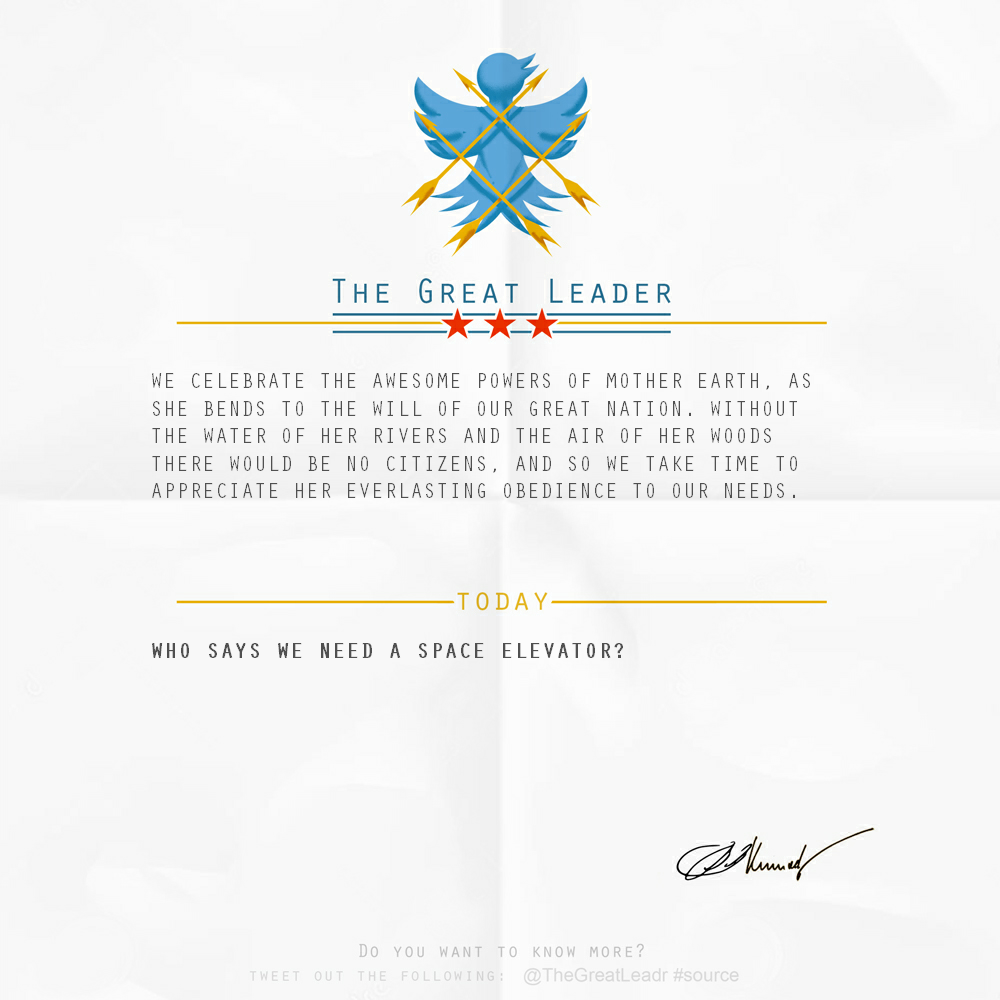 The Great Leader
WE CELEBRATE THE AWESOME POWERS OF MOTHER EARTH, AS
SHE BENDS TO THE WILL OF OUR GREAT NATION. WITHOUT
THE WATER OF HER RIVERS AND THE AIR OF HER WOODS
THERE WOULD BE NO CITIZENS, AND SO WE TAKE TIME TO
APPRECIATE HER EVERLASTING OBEDIENCE TO OUR NEEDS.
TODAY
WHO SAYS WE NEED A SPACE ELEVATOR?
Do you want to know more?
TWEET OUT THE FOLLOWING: @TheGreatLeadr #source